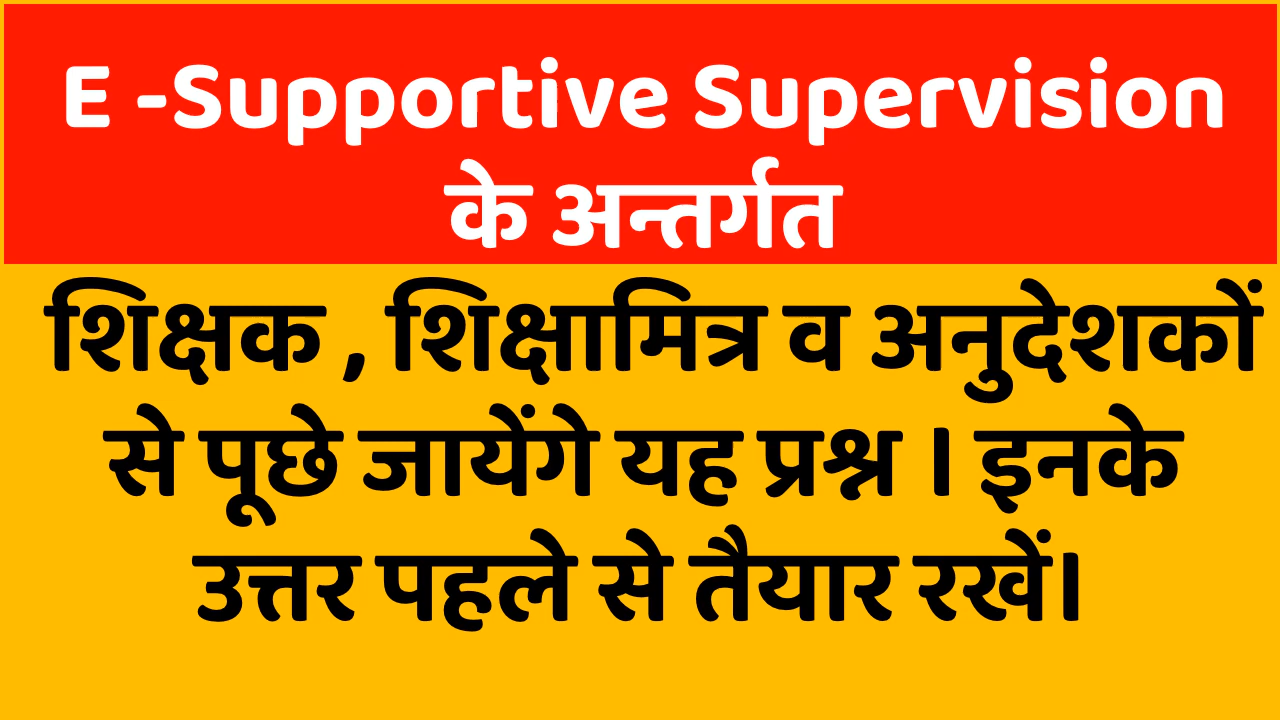 E -Supportive Supervision
के अन्तर्गत
शिक्षक , शिक्षामित्र व अनुदेशकों
से पूछे जायेंगे यह प्रश्न । इनके
उत्तर पहले से तैयार रखें।